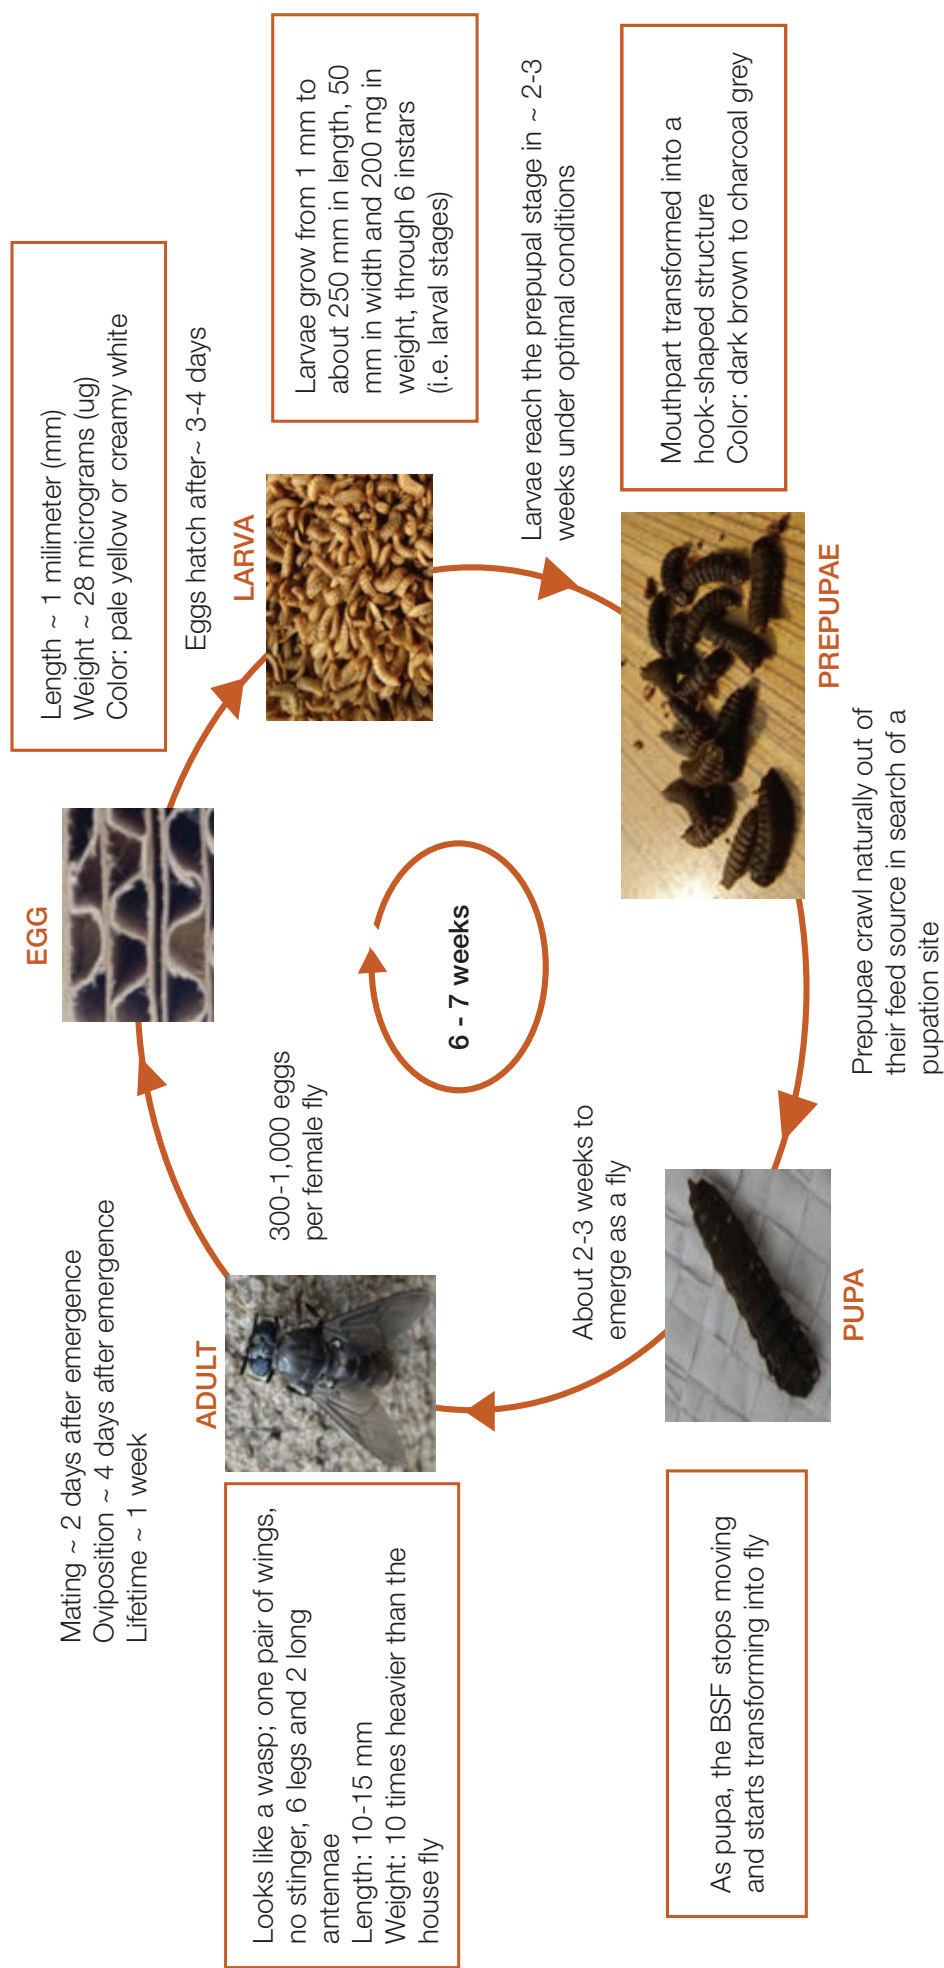 EGG
Length ~ 1 milimeter (mm)
Weight ~ 28 micrograms (ug)
Color: pale yellow or creamy white
Eggs hatch after~ 3-4 days
LARVA
Larvae grow from 1 mm to
about 250 mm in length, 50
mm in width and 200 mg in
weight, through 6 instars
(i.e. larval stages)
Larvae reach the prepupal stage in ~ 2-3
weeks under optimal conditions
Mouthpart transformed into a
hook-shaped structure
Color: dark brown to charcoal grey
PREPUPAE
Prepupae crawl naturally out of
their feed source in search of a
pupation site
PUPA
As pupa, the BSF stops moving
and starts transforming into fly
About 2-3 weeks to
emerge as a fly
ADULT
Looks like a wasp; one pair of wings,
no stinger, 6 legs and 2 long
antennae
Length: 10-15 mm
Weight: 10 times heavier than the
house fly
Mating ~ 2 days after emergence
Oviposition ~ 4 days after emergence
Lifetime ~ 1 week
300-1,000 eggs
per female fly
6 - 7 weeks